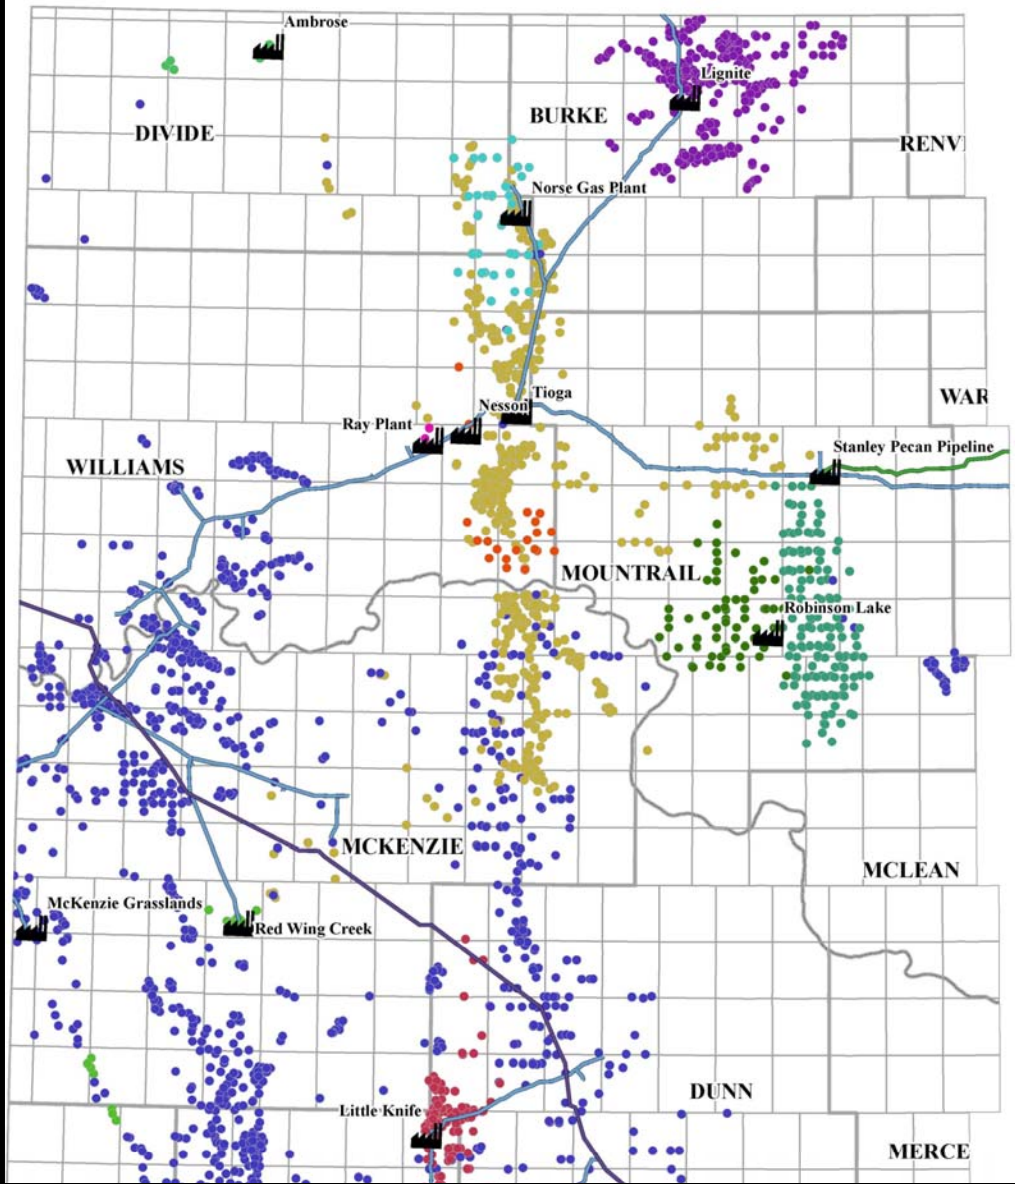 Ambrose
Lignite
BURKE
DIVIDE
RENV
Norse Gas Plant
Tioga
WAR
Nesson
Ray Plant
Stanley Pecan Pipeline
WILLIAMS
MOUNTRAIL
Robinson Lake
MCKENZIE
MCLEAN
McKenzie Grasslands
Red Wing Creek
DUNN
Little Knife
MERCE